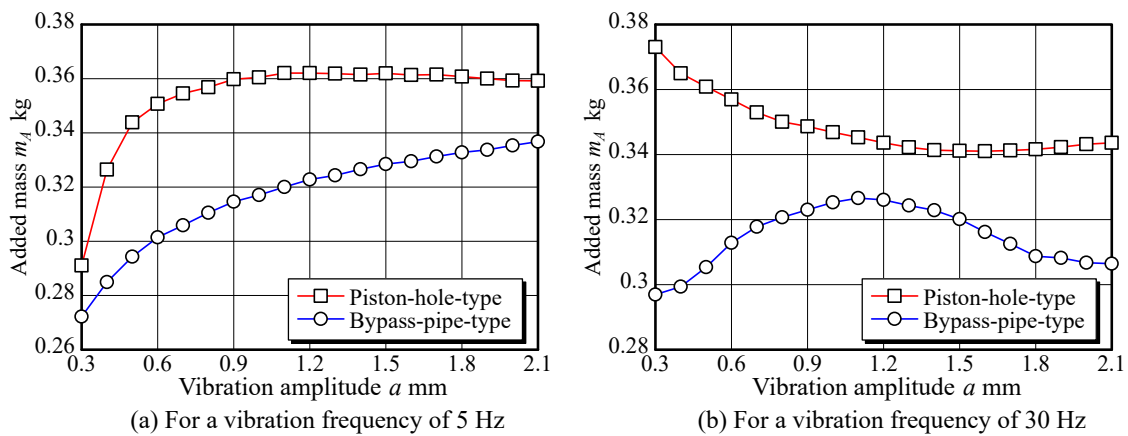 0.38
0.36
0.34
0.32
0.3
0.28
0.26
Added mass m_A kg
Piston-hole-type
Bypass-pipe-type
0.3 0.6 0.9 1.2 1.5 1.8 2.1
Vibration amplitude a mm
(a) For a vibration frequency of 5 Hz
0.38
0.36
0.34
0.32
0.3
0.28
Added mass m_A kg
Piston-hole-type
Bypass-pipe-type
0.3 0.6 0.9 1.2 1.5 1.8 2.1
Vibration amplitude a mm
(b) For a vibration frequency of 30 Hz